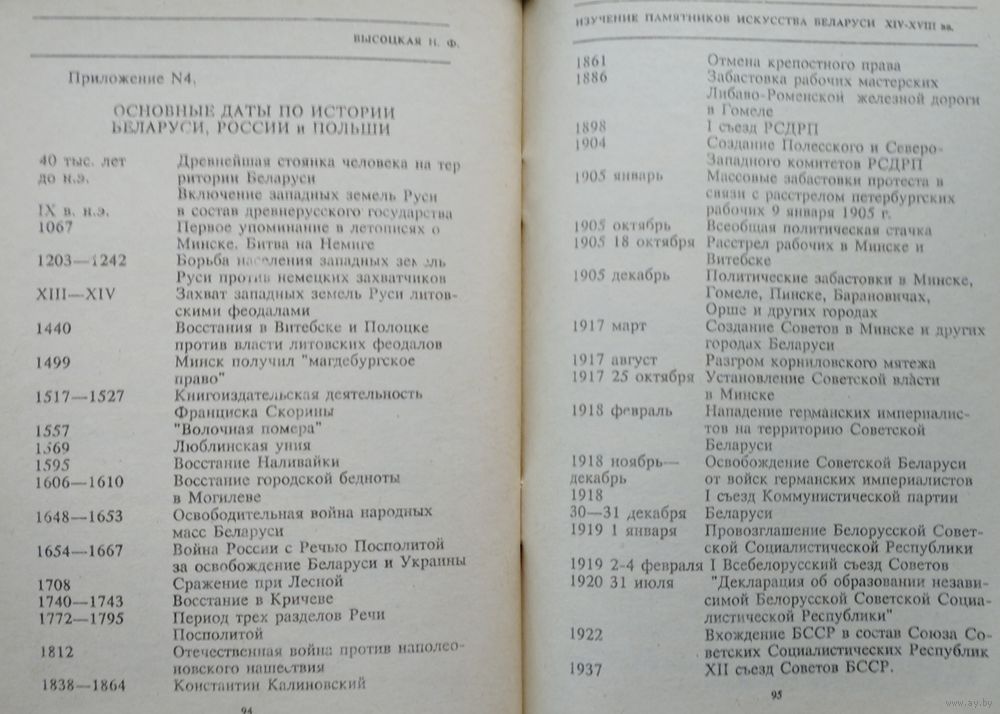 ВЫСОЦКАЯ Н. Ф.
Приложение N4.
ОСНОВНЫЕ ДАТЫ ПО ИСТОРИИ
БЕЛАРУСИ, РОССИИ и ПОЛЬШИ
40 тыс. лет Древнейшая стоянка человека на тер
до н.э. ритории Беларуси
Включение западных земель Руси
IX в. н.э. в состав древнерусского государства
1067 Первое упоминание в летописях о
Минске. Битва на Немиге
1203—1242 Борьба населения западных земель
Руси против немецких захватчиков
XIII—XIV Захват западных земель Руси литов-
скими феодалами
1440 Восстания в Витебске и Полоцке
против власти литовских феодалов
1499 Минск получил "магдебургское
право"
1517—1527 Книгоиздательская деятельность
Франциска Скорины
1557 "Волочная помера"
1569 Люблинская уния
1595 Восстание Наливайки
1606—1610 Восстание городской бедноты
в Могилеве
1648—1653 Освободительная война народных
масс Беларуси
1654—1667 Война России с Речью Посполитой
за освобождение Беларуси и Украины
1708 Сражение при Лесной
1740—1743 Восстание в Кричеве
1772—1795 Период трех разделов Речи
Посполитой
1812 Отечественная война против наполео-
новского нашествия
1838—1864 Константин Калиновский
94
ИЗУЧЕНИЕ ПАМЯТНИКОВ ИСКУССТВА БЕЛАРУСИ XIV-XVIII вв.
1861 Отмена крепостного права
1886 Забастовка рабочих мастерских
Либаво-Роменской железной дороги
в Гомеле
1898 I съезд РСДРП
1904 Создание Полесского и Северо-
Западного комитетов РСДРП
1905 январь Массовые забастовки протеста в
связи с расстрелом петербургских
рабочих 9 января 1905 г.
1905 октябрь Всеобщая политическая стачка
1905 18 октября Расстрел рабочих в Минске и
Витебске
1905 декабрь Политические забастовки в Минске,
Гомеле, Пинске, Барановичах,
Орше и других городах
1917 март Создание Советов в Минске и других
городах Беларуси
1917 август Разгром корниловского мятежа
1917 25 октября Установление Советской власти
в Минске
1918 февраль Нападение германских империалис-
тов на территорию Советской
Беларуси
1918 ноябрь— Освобождение Советской Беларуси
декабрь от войск германских империалистов
1918 I съезд Коммунистической партии
30—31 декабря Беларуси
1919 1 января Провозглашение Белорусской Совет-
ской Социалистической Республики
1919 2-4 февраля I Всебелорусский съезд Советов
1920 31 июля "Декларация об образовании незави-
симой Белорусской Советской Социа-
листической Республики"
1922 Вхождение БССР в состав Союза Со-
ветских Социалистических Республик
1937 XII съезд Советов БССР.
95
www.ay.by